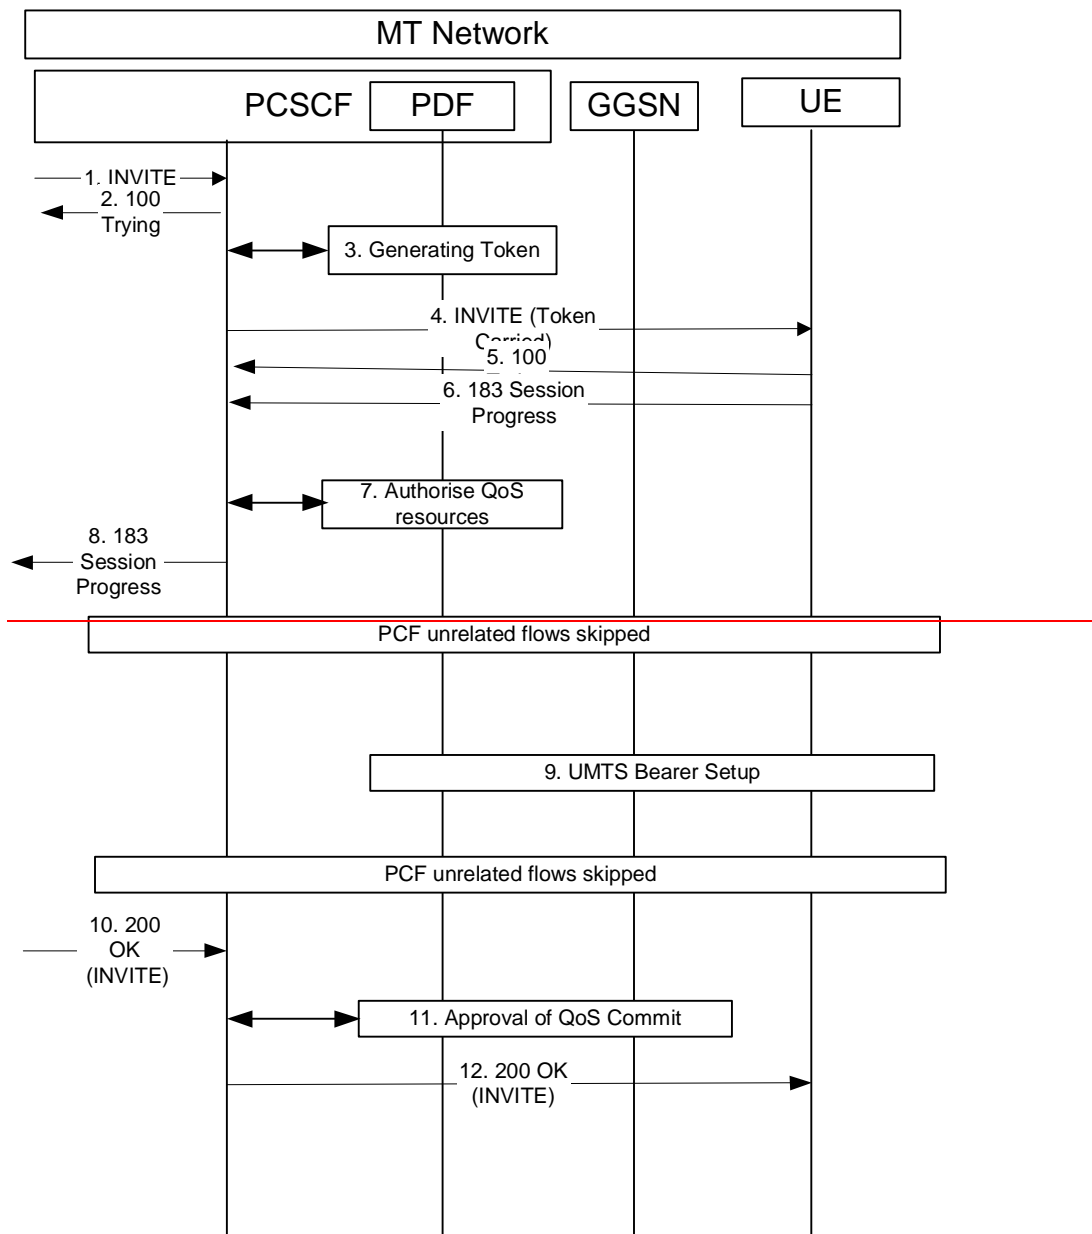 MT Network
PCSCF
PDF
GGSN
UE
1. INVITE
2. 100
Trying
3. Generating Token
4. INVITE (Token
Carried)
5. 100
6. 183 Session
Progress
7. Authorise QoS
resources
8. 183
Session
Progress
PCF unrelated flows skipped
9. UMTS Bearer Setup
PCF unrelated flows skipped
10. 200
OK
(INVITE)
11. Approval of QoS Commit
12. 200 OK
(INVITE)